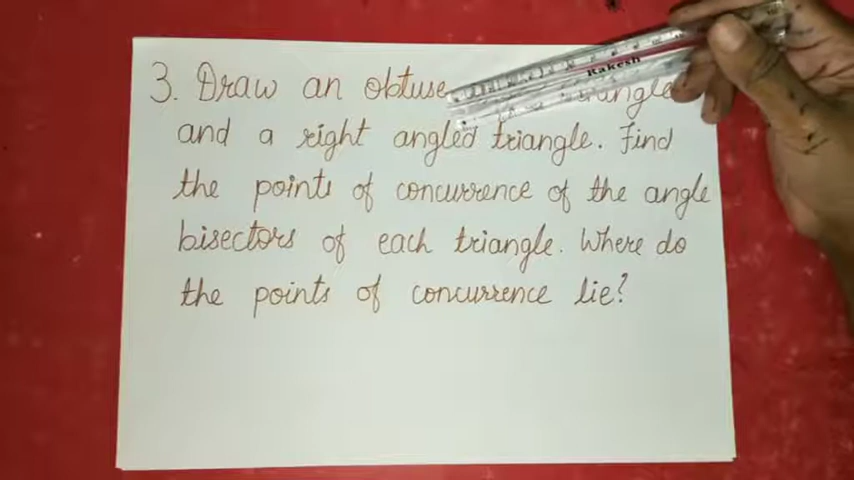 3. Draw an obtuse
and a right angled triangle. Find
the points of concurrence of the angle
bisectors of each triangle. Where do
the points of concurrence lie?
Rakesh